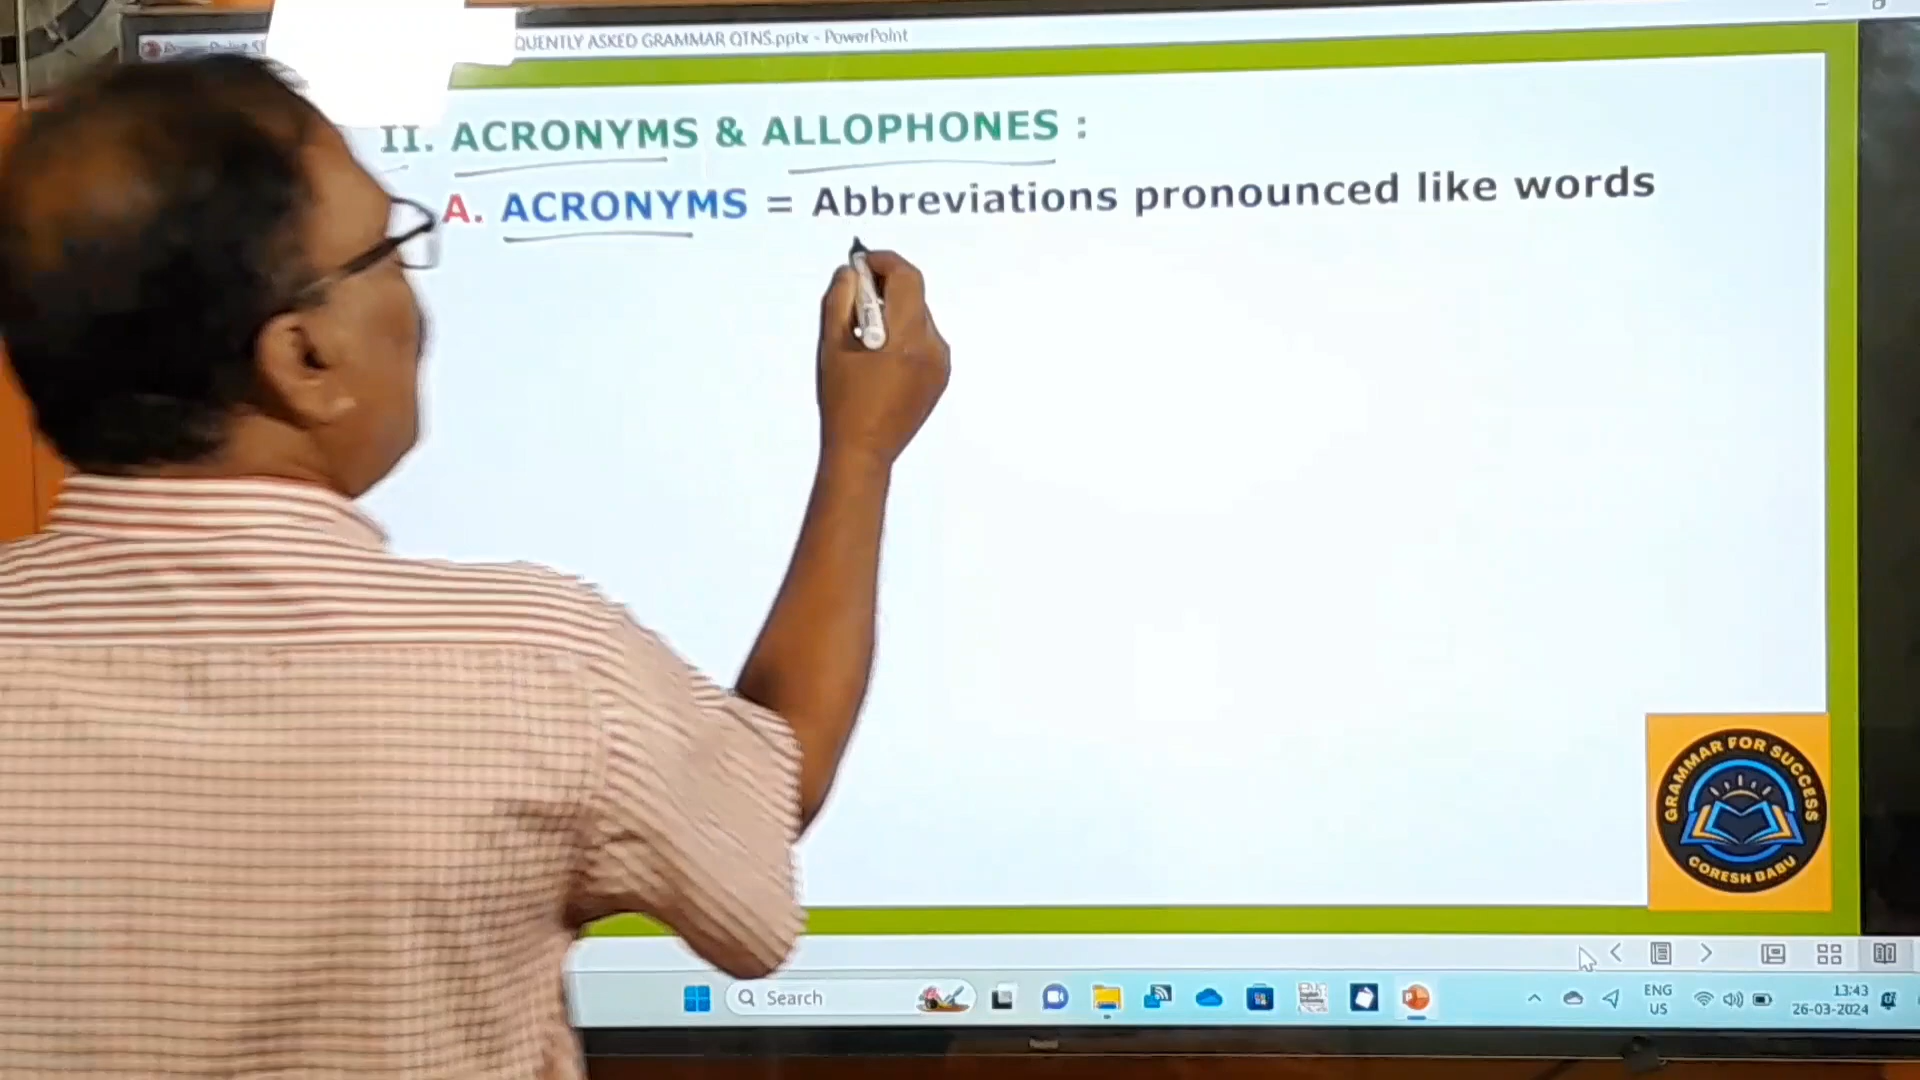 QUENTLY ASKED GRAMMAR QTNS.pptx - PowerPoint
II. ACRONYMS & ALLOPHONES :
A. ACRONYMS = Abbreviations pronounced like words
GRAMMAR FOR SUCCESS
CORESH BABU
Search
ENG
US
13:43
26-03-2024